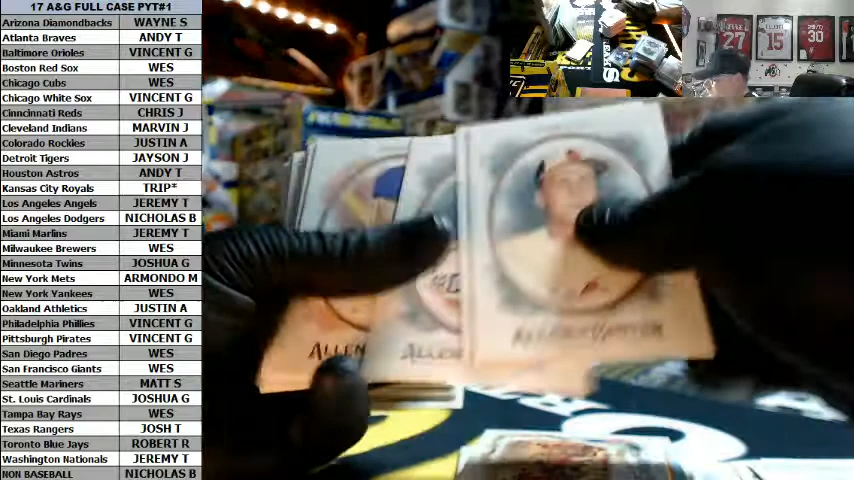 17 A&G FULL CASE PYT#1
Arizona Diamondbacks WAYNE S
Atlanta Braves ANDY T
Baltimore Orioles VINCENT G
Boston Red Sox WES
Chicago Cubs WES
Chicago White Sox VINCENT G
Cinncinnati Reds CHRIS J
Cleveland Indians MARVIN J
Colorado Rockies JUSTIN A
Detroit Tigers JAYSON J
Houston Astros ANDY T
Kansas City Royals TRIP*
Los Angeles Angels JEREMY T
Los Angeles Dodgers NICHOLAS B
Miami Marlins JEREMY T
Milwaukee Brewers WES
Minnesota Twins JOSHUA G
New York Mets ARMONDO M
New York Yankees WES
Oakland Athletics JUSTIN A
Philadelphia Phillies VINCENT G
Pittsburgh Pirates VINCENT G
San Diego Padres WES
San Francisco Giants WES
Seattle Mariners MATT S
St. Louis Cardinals JOSHUA G
Tampa Bay Rays WES
Texas Rangers JOSH T
Toronto Blue Jays ROBERT R
Washington Nationals JEREMY T
NON BASEBALL NICHOLAS B
27
15
30
ALLEN
ALLE